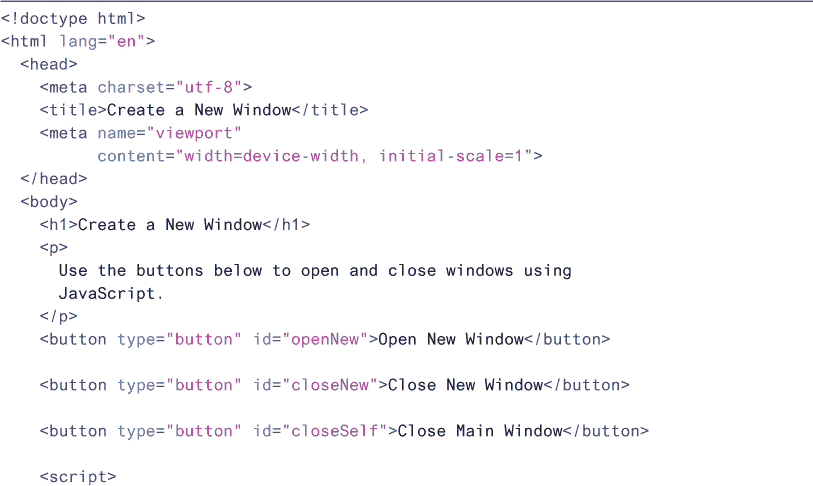 <!doctype html>
<html lang="en">
  <head>
    <meta charset="utf-8">
    <title>Create a New Window</title>
    <meta name="viewport"
          content="width=device-width, initial-scale=1">
  </head>
  <body>
    <h1>Create a New Window</h1>
    <p>
      Use the buttons below to open and close windows using
      JavaScript.
    </p>
    <button type="button" id="openNew">Open New Window</button>
    <button type="button" id="closeNew">Close New Window</button>
    <button type="button" id="closeSelf">Close Main Window</button>
    <script>